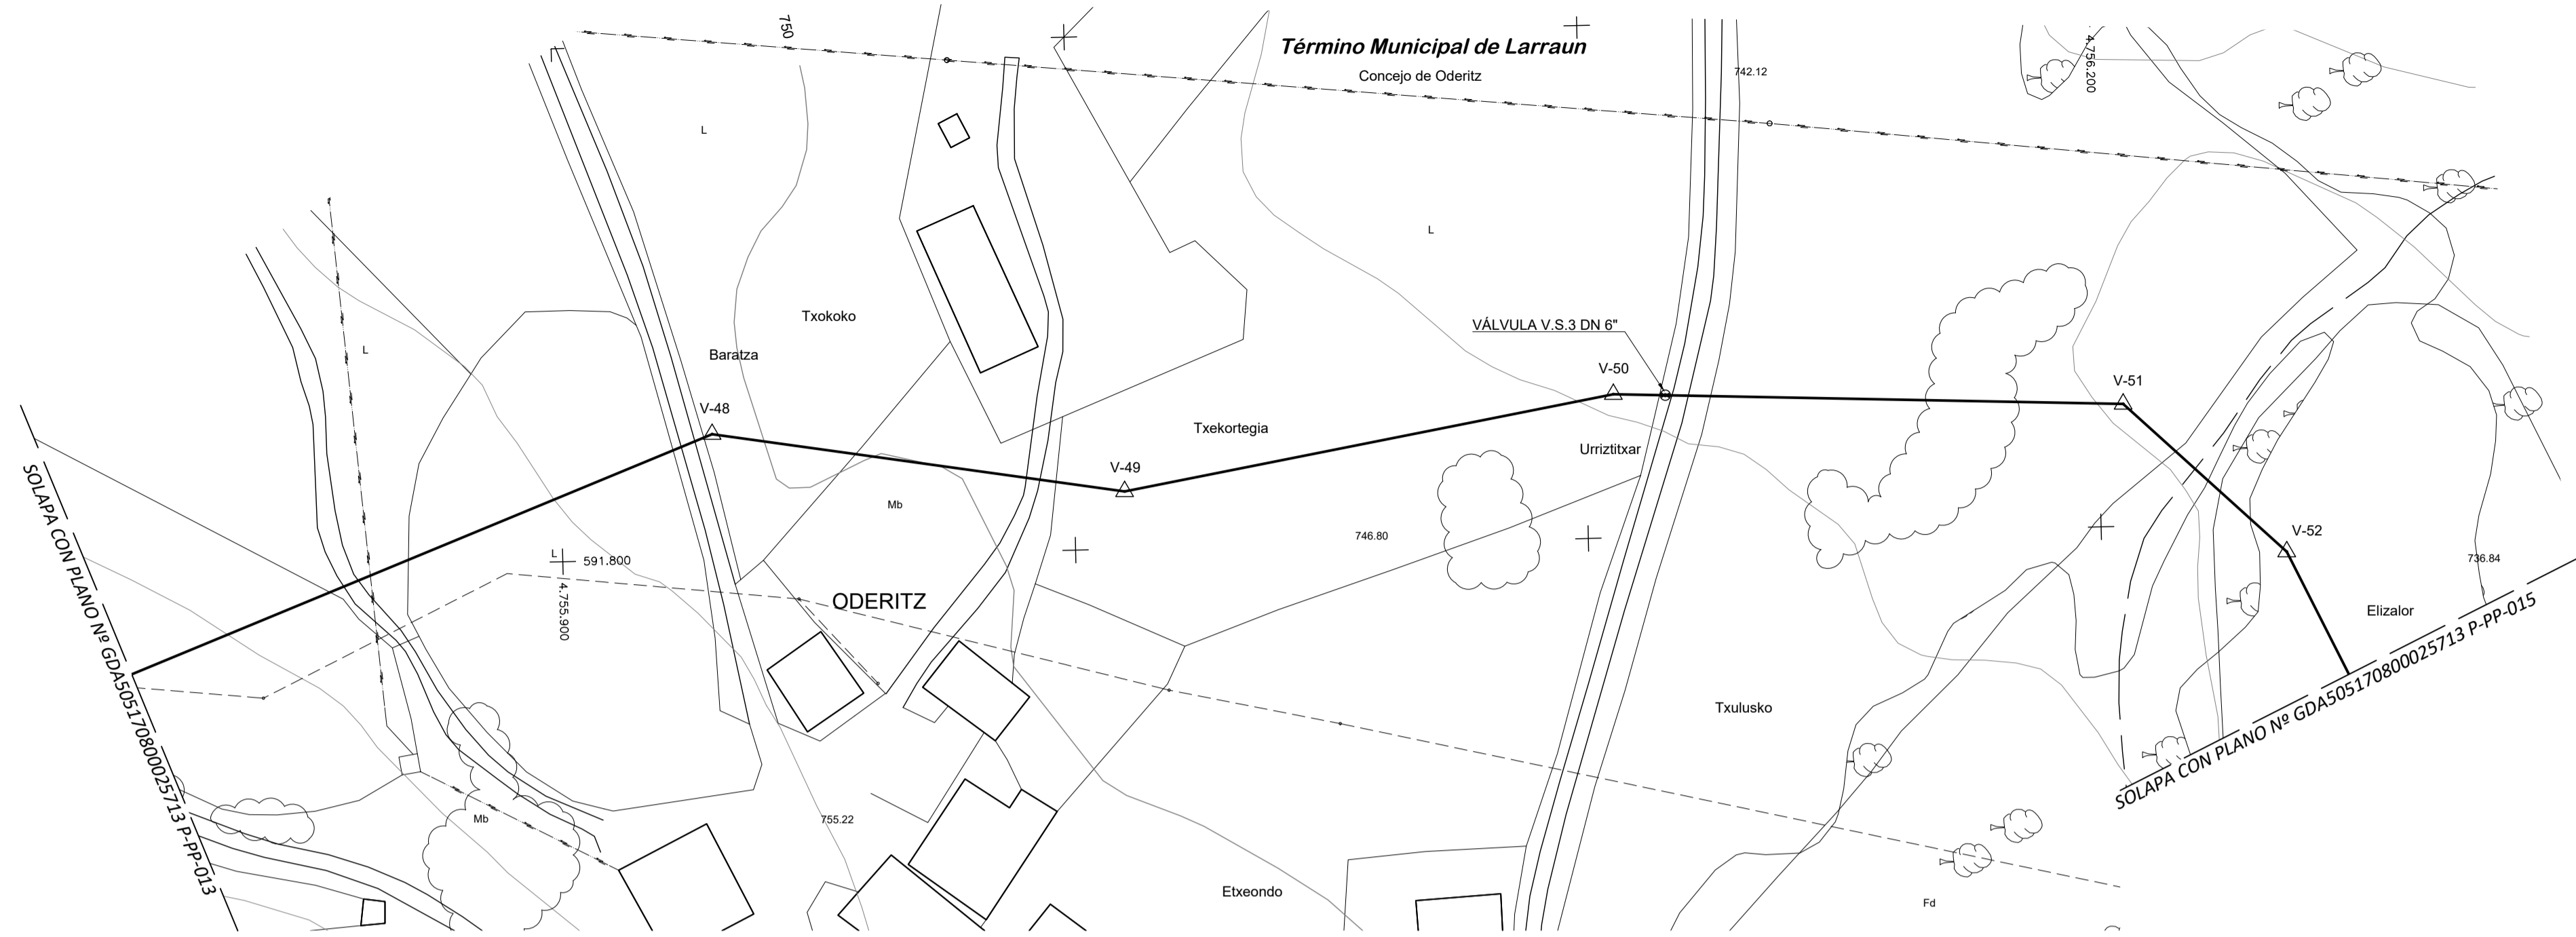 750
Término Municipal de Larraun
Concejo de Oderitz
742.12
4.756.200
L
L
Txokoko
VÁLVULA V.S.3 DN 6"
L
Baratza
V-50
V-51
V-48
Txekortegia
Urriztitxar
V-49
Mb
746.80
V-52
L
591.800
736.84
4.755.900
ODERITZ
Elizalor
SOLAPA CON PLANO Nº GDA50517080002​5713 P-PP-013
SOLAPA CON PLANO Nº GDA505170800025713 P-PP-015
Txulusko
Mb
755.22
Etxeondo
Fd